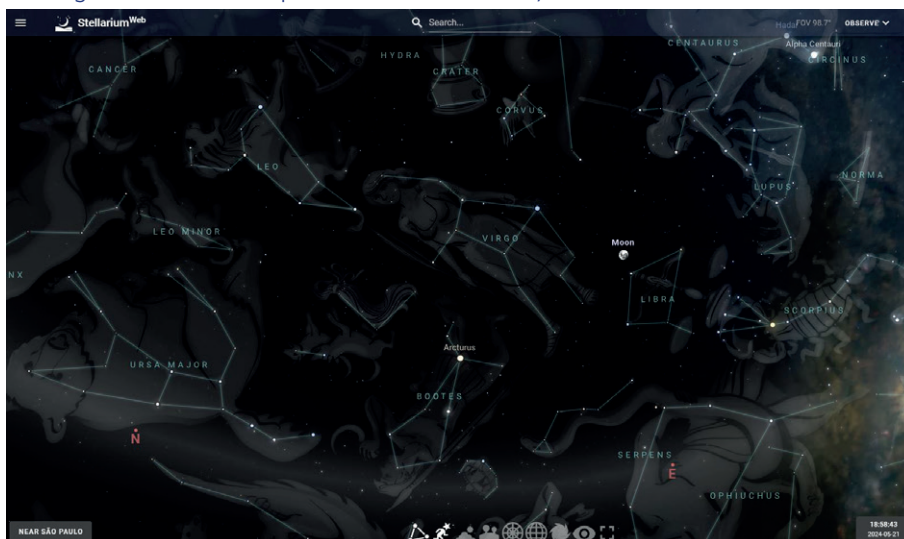 StellariumWeb
Search...
FOV 98.7°
OBSERVE
Hadar
Alpha Centauri
CENTAURUS
CIRCINUS
HYDRA
CRATER
CANCER
CORVUS
LEO
NORMA
LUPUS
LEO MINOR
VIRGO
Moon
NX
LIBRA
SCORPIUS
Arcturus
URSA MAJOR
BOOTES
N
SERPENS
E
OPHIUCHUS
NEAR SÃO PAULO
18:58:43
2024-05-21